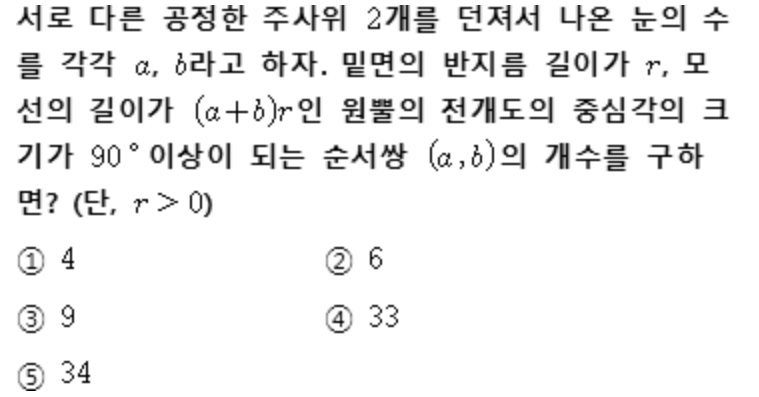 서로 다른 공정한 주사위 2개를 던져서 나온 눈의 수
를 각각 a, b라고 하자. 밑면의 반지름 길이가 r, 모
선의 길이가 (a+b)r인 원뿔의 전개도의 중심각의 크
기가 90°이상이 되는 순서쌍 (a,b)의 개수를 구하
면? (단, r > 0)
① 4 ② 6
③ 9 ④ 33
⑤ 34